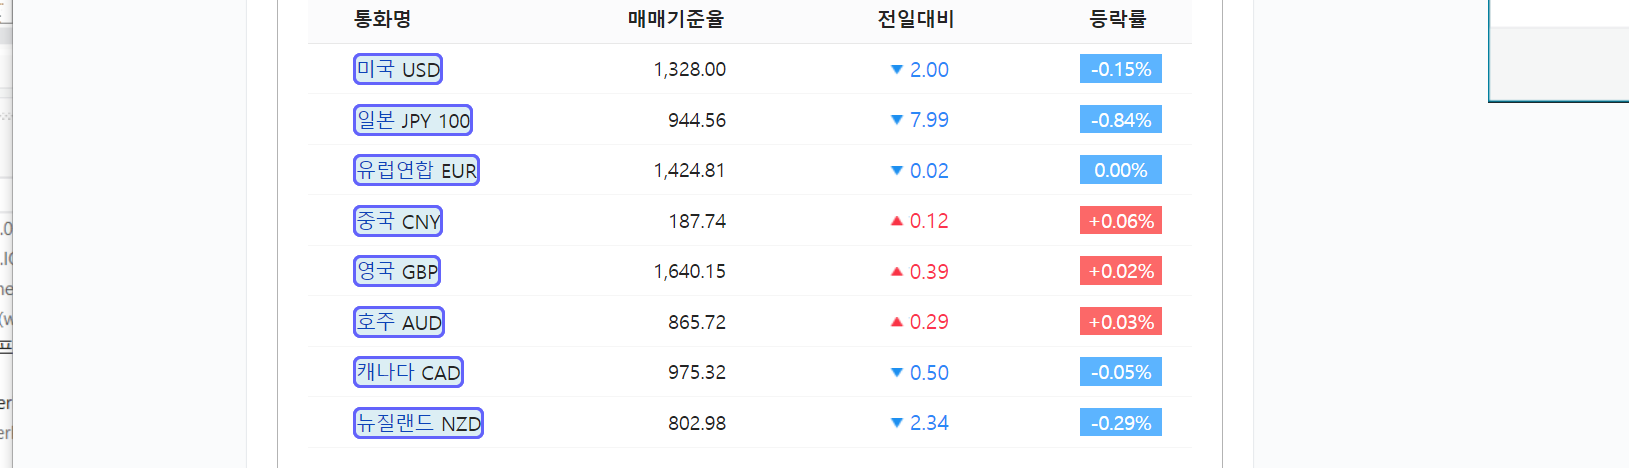 통화명 매매기준율 전일대비 등락률
미국 USD 1,328.00 ▼ 2.00 -0.15%
일본 JPY 100 944.56 ▼ 7.99 -0.84%
유럽연합 EUR 1,424.81 ▼ 0.02 0.00%
중국 CNY 187.74 ▲ 0.12 +0.06%
영국 GBP 1,640.15 ▲ 0.39 +0.02%
호주 AUD 865.72 ▲ 0.29 +0.03%
캐나다 CAD 975.32 ▼ 0.50 -0.05%
뉴질랜드 NZD 802.98 ▼ 2.34 -0.29%